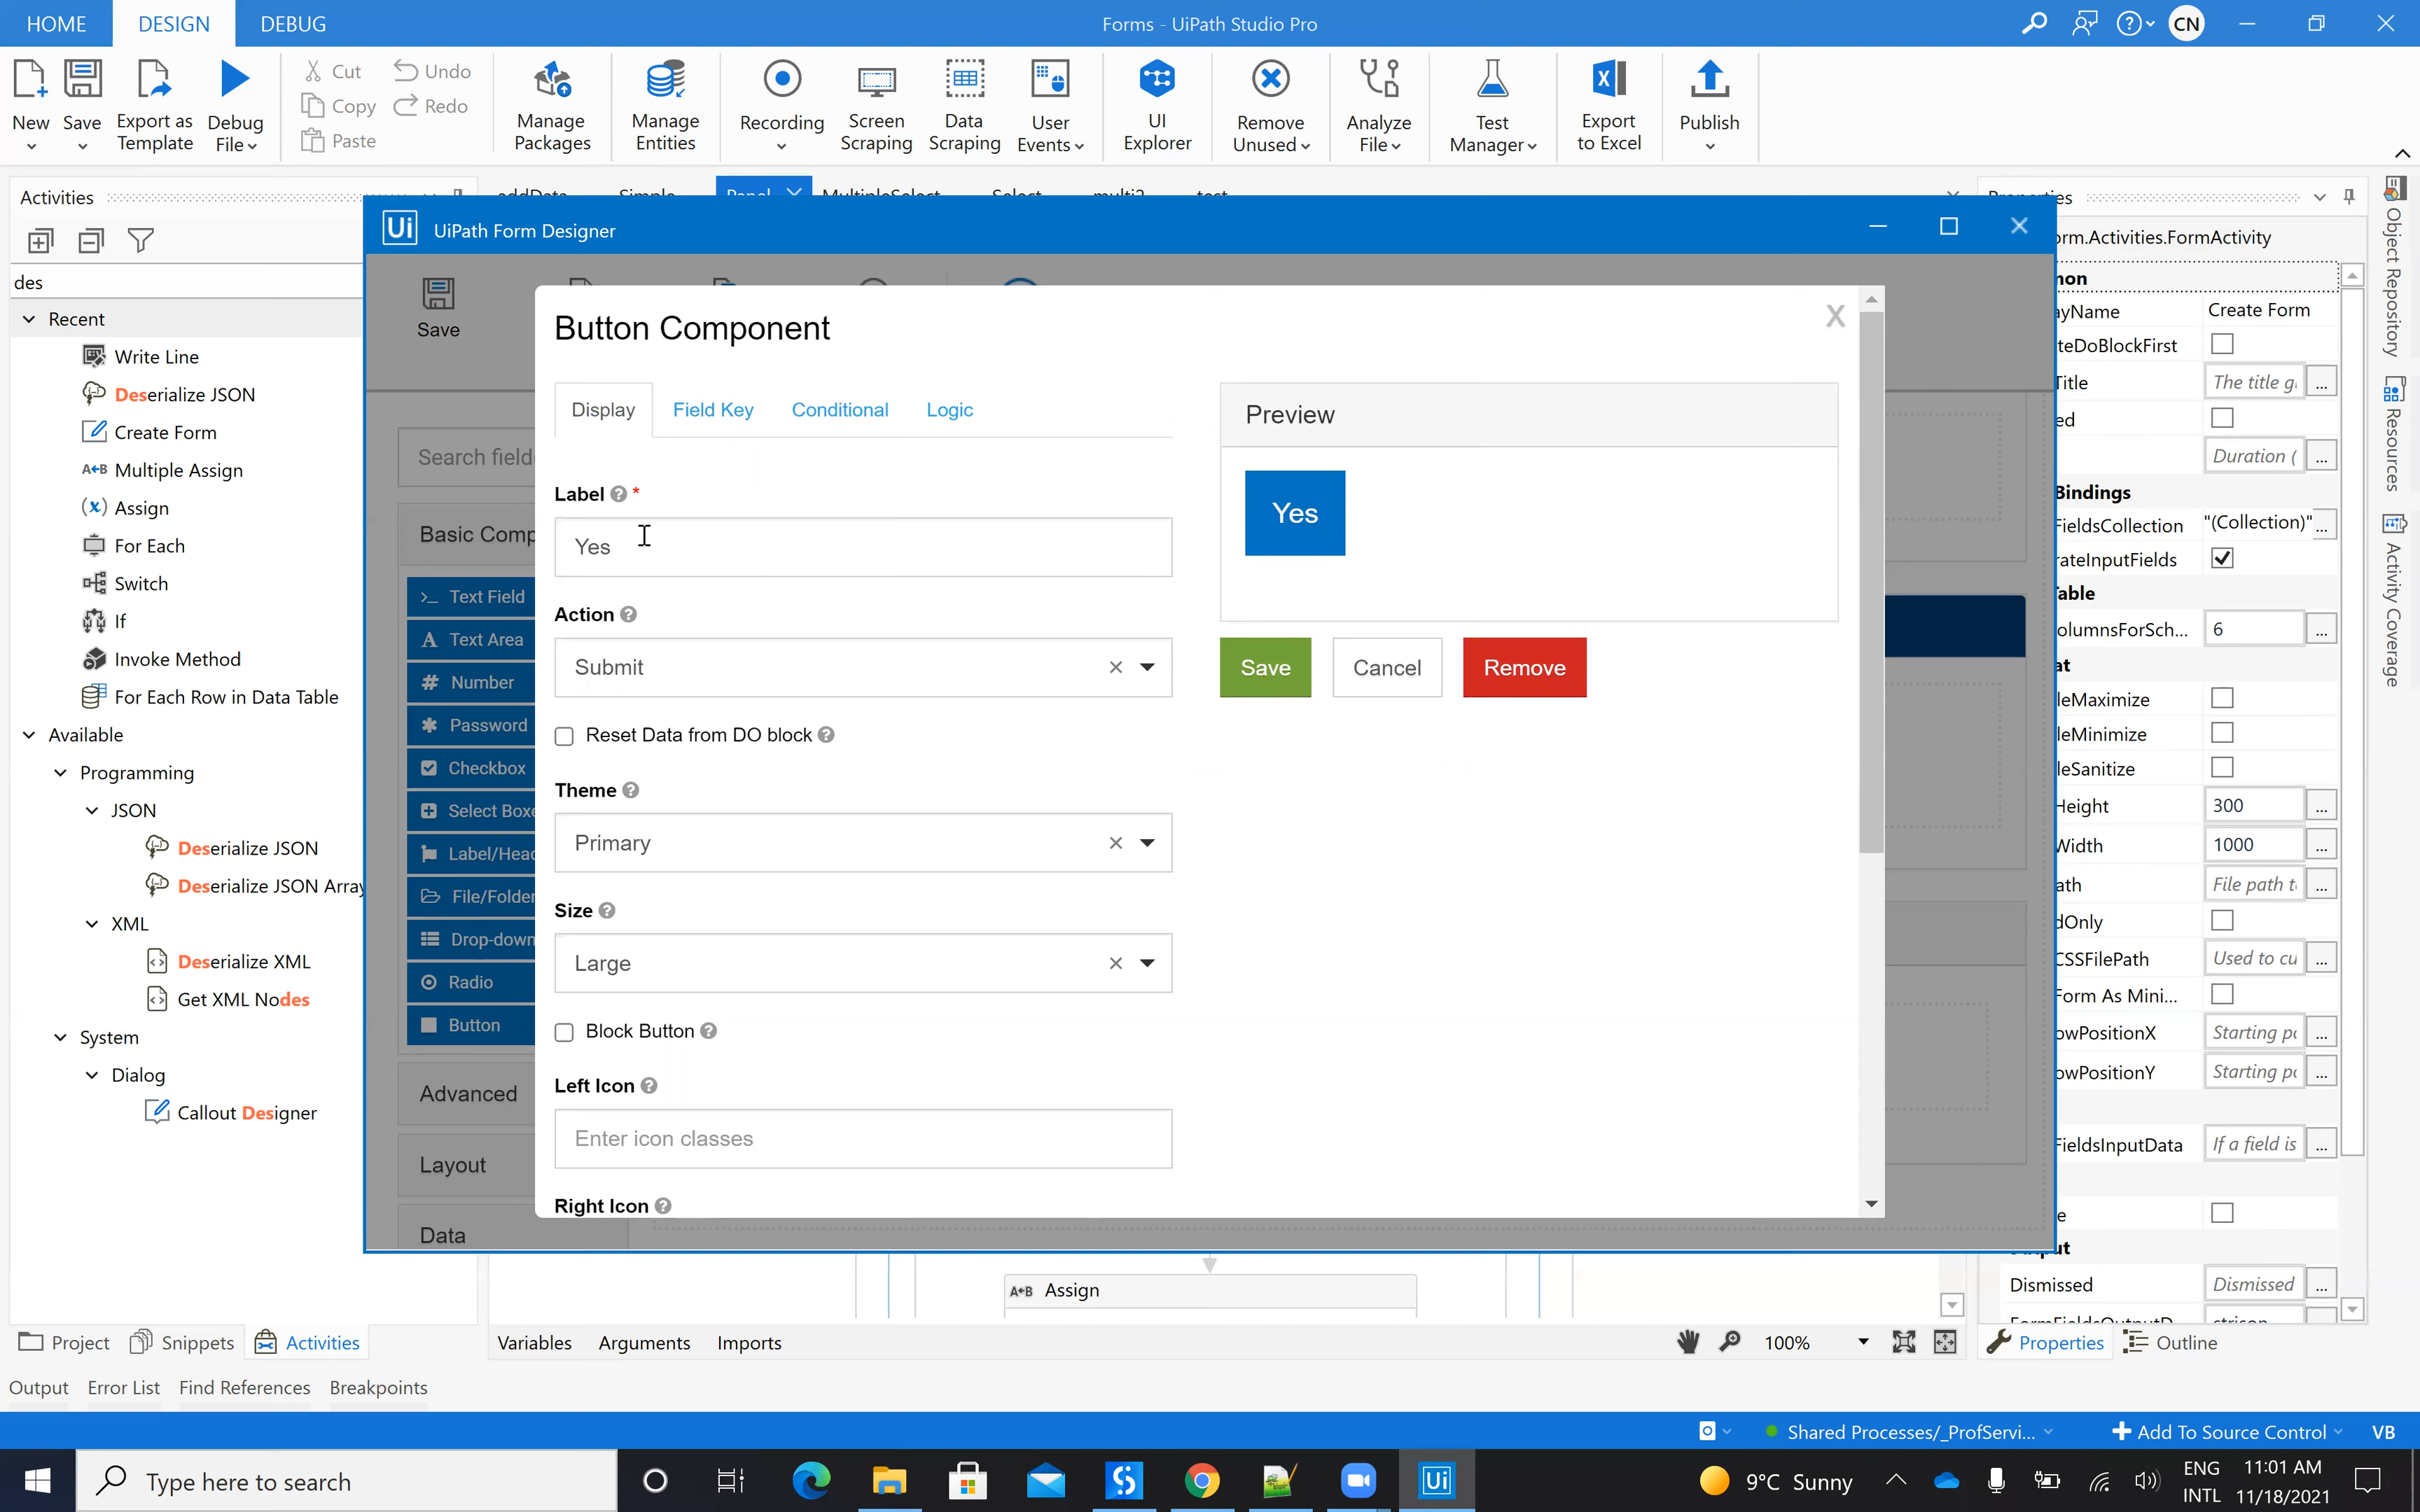 HOME DESIGN DEBUG Forms - UiPath Studio Pro CN
New Save Export as Template Debug File
Cut Undo
Copy Redo
Paste
Manage Packages Manage Entities Recording Screen Scraping Data Scraping User Events UI Explorer Remove Unused Analyze File Test Manager Export to Excel Publish
Activities
des
Recent
Write Line
Deserialize JSON
Create Form
Multiple Assign
Assign
For Each
Switch
If
Invoke Method
For Each Row in Data Table
Available
Programming
JSON
Deserialize JSON
Deserialize JSON Array
XML
Deserialize XML
Get XML Nodes
System
Dialog
Callout Designer
Ui UiPath Form Designer
Save
Search field
Basic Comp
Text Field
Text Area
Number
Password
Checkbox
Select Boxe
Label/Head
File/Folder
Drop-down
Radio
Button
Advanced
Layout
Data
Button Component X
Display Field Key Conditional Logic
Label *
Yes
Action
Submit
Reset Data from DO block
Theme
Primary
Size
Large
Block Button
Left Icon
Enter icon classes
Right Icon
Preview
Yes
Save Cancel Remove
es
orm.Activities.FormActivity
non
ayName Create Form
teDoBlockFirst
Title The title g ...
ed
Duration ( ...
Bindings
FieldsCollection "(Collection)" ...
rateInputFields
able
olumnsForSch... 6 ...
at
leMaximize
leMinimize
leSanitize
Height 300 ...
Width 1000 ...
ath File path t ...
dOnly
CSSFilePath Used to cu ...
Form As Mini...
owPositionX Starting po ...
owPositionY Starting po ...
FieldsInputData If a field is ...
e
Dismissed Dismissed ...
Object Repository
Resources
Activity Coverage
A+B Assign
Project Snippets Activities Variables Arguments Imports 100% Properties Outline
Output Error List Find References Breakpoints
Shared Processes/_ProfServi... Add To Source Control VB
Type here to search
Ui
9°C Sunny
ENG INTL
11:01 AM
11/18/2021